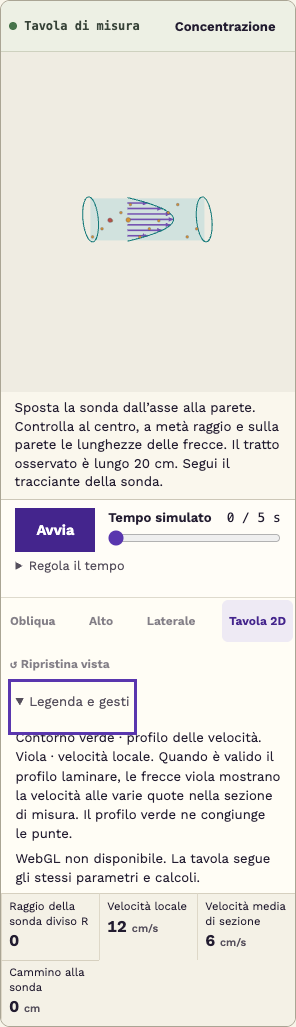 Tavola di misura Concentrazione
Sposta la sonda dall’asse alla parete.
Controlla al centro, a metà raggio e sulla
parete le lunghezze delle frecce. Il tratto
osservato è lungo 20 cm. Segui il
tracciante della sonda.
Avvia
Tempo simulato 0 / 5 s
▶ Regola il tempo
Obliqua Alto Laterale Tavola 2D
↺ Ripristina vista
▼ Legenda e gesti
Contorno verde · profilo delle velocità.
Viola · velocità locale. Quando è valido il
profilo laminare, le frecce viola mostrano
la velocità alle varie quote nella sezione
di misura. Il profilo verde ne congiunge
le punte.
WebGL non disponibile. La tavola segue
gli stessi parametri e calcoli.
Raggio della
sonda diviso R
0
Velocità locale
12 cm/s
Velocità media
di sezione
6 cm/s
Cammino alla
sonda
0 cm